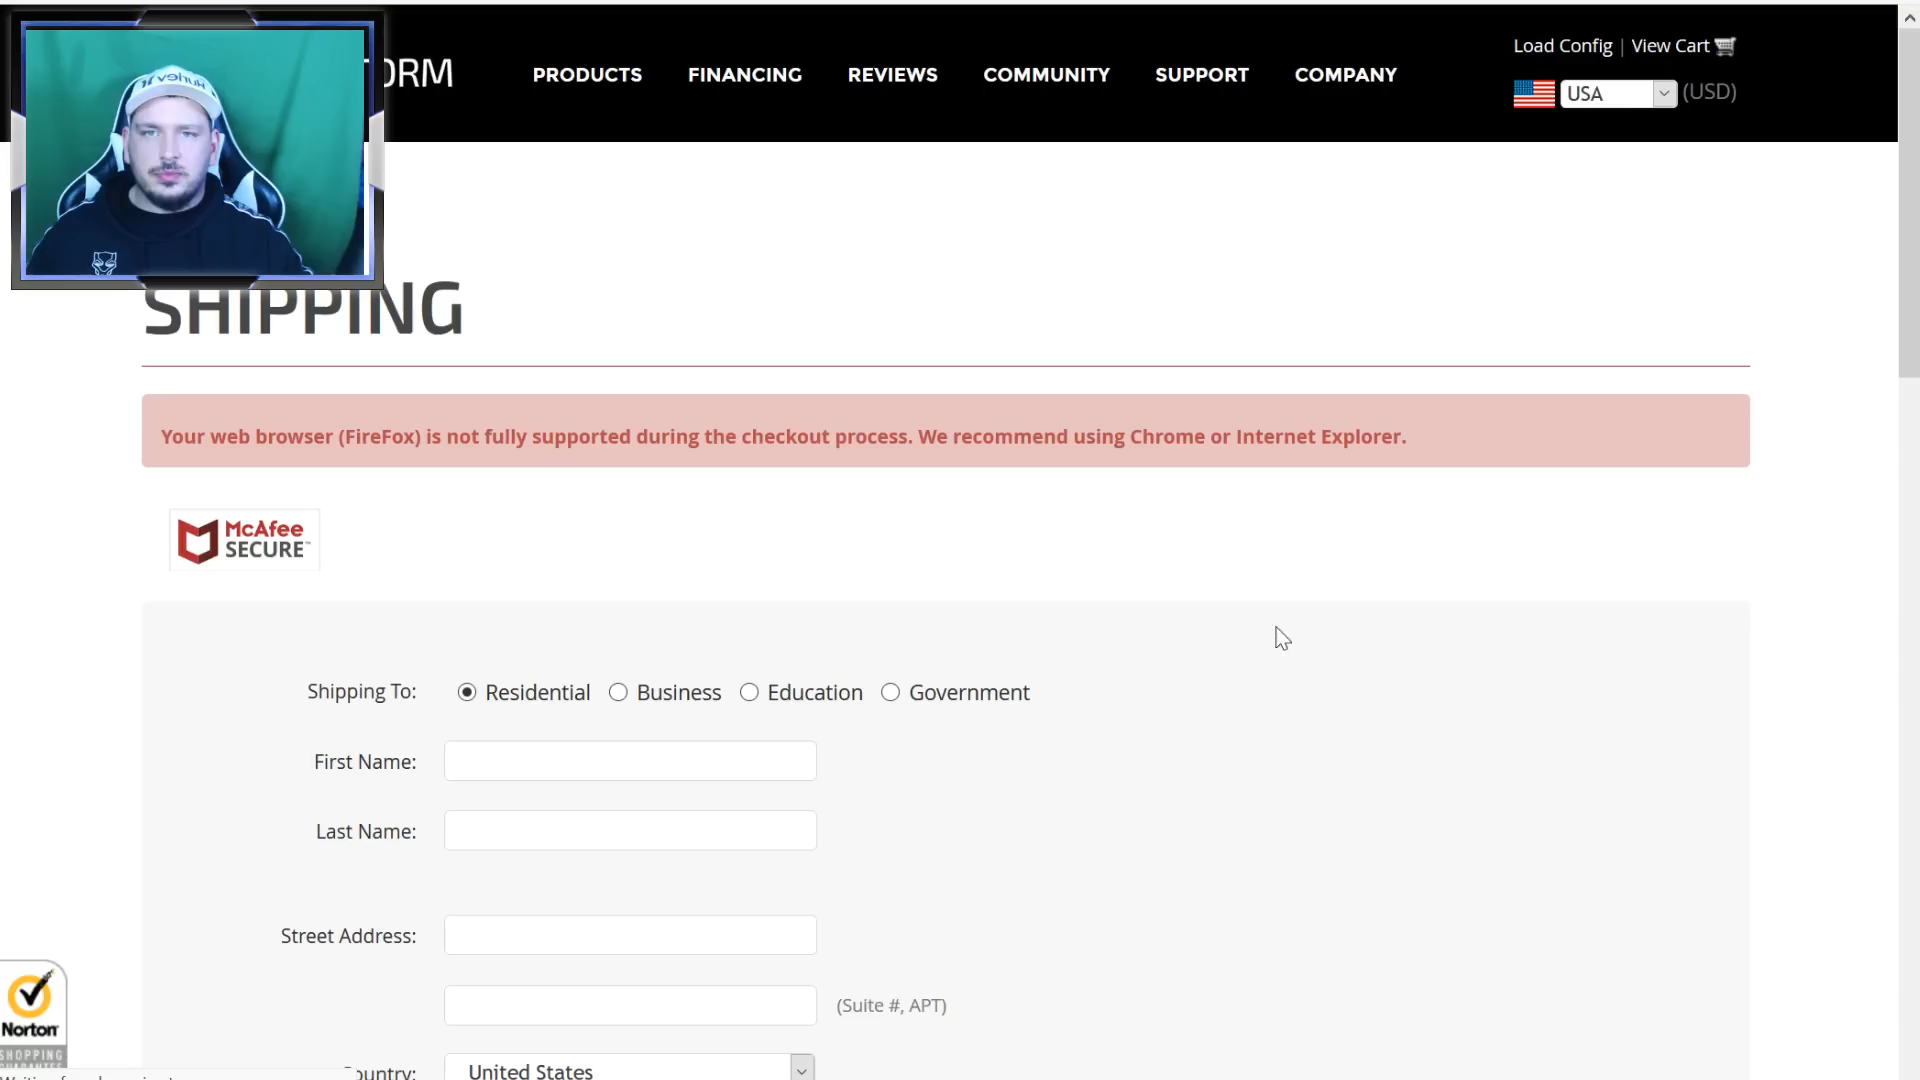 Load Config | View Cart
PRODUCTS FINANCING REVIEWS COMMUNITY SUPPORT COMPANY
USA (USD)
SHIPPING
Your web browser (FireFox) is not fully supported during the checkout process. We recommend using Chrome or Internet Explorer.
McAfee
SECURE™
Shipping To: Residential Business Education Government
First Name:
Last Name:
Street Address:
(Suite #, APT)
Norton
SHOPPING
United States